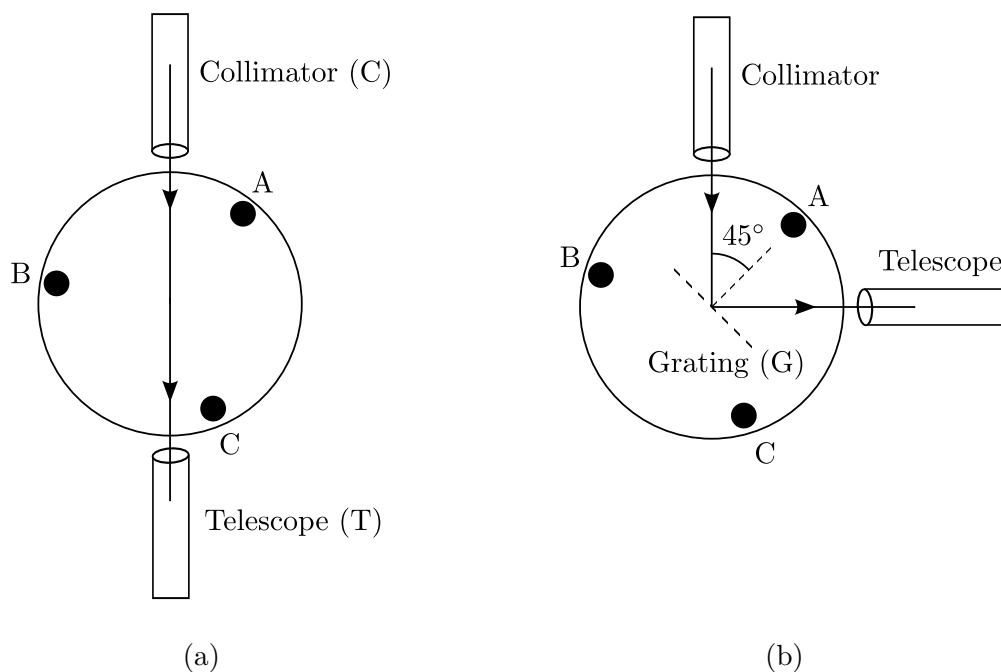 Collimator (C)
A
B
C
Telescope (T)
(a)
Collimator
A
45°
B
Telescope
Grating (G)
C
(b)